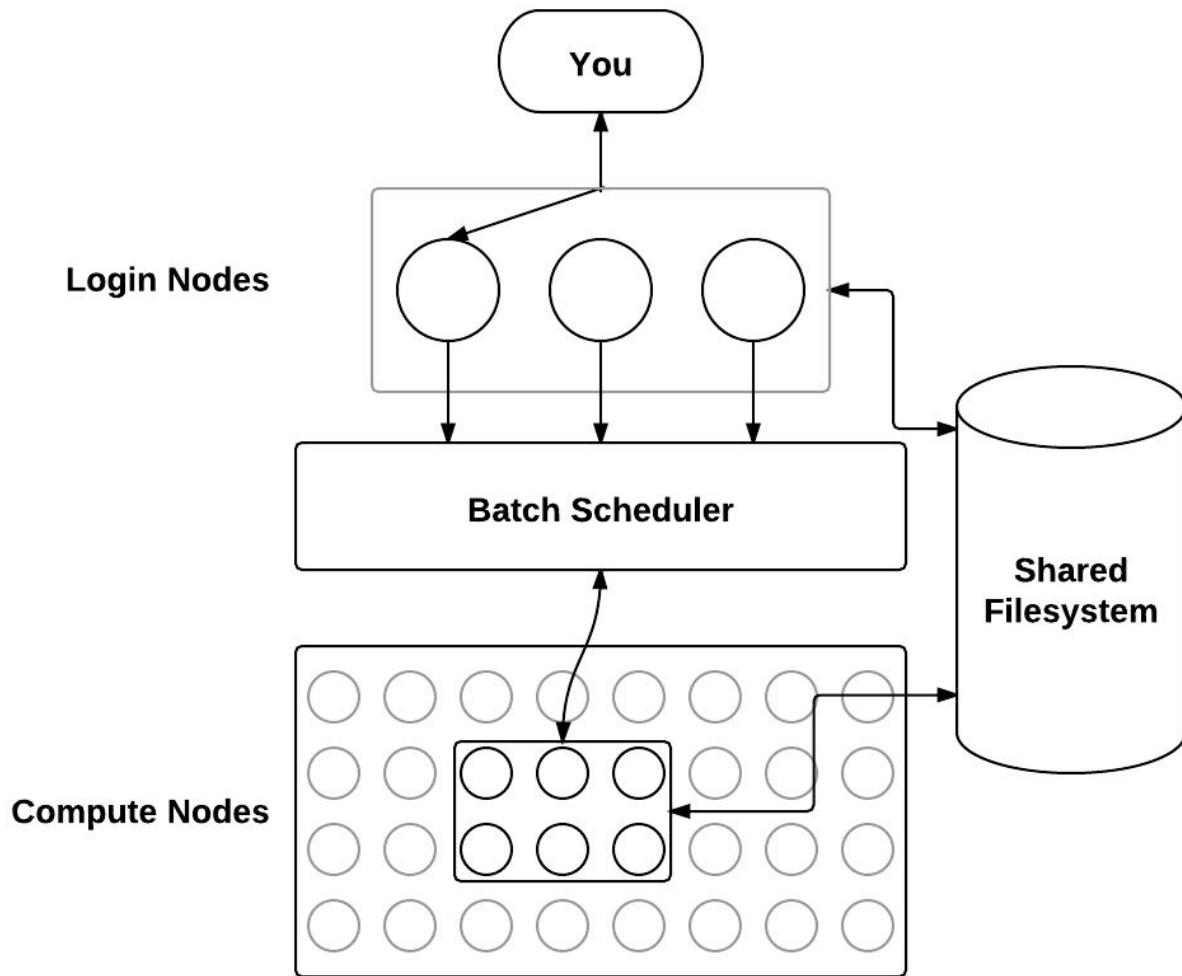 You
Login Nodes
Batch Scheduler
Shared
Filesystem
Compute Nodes